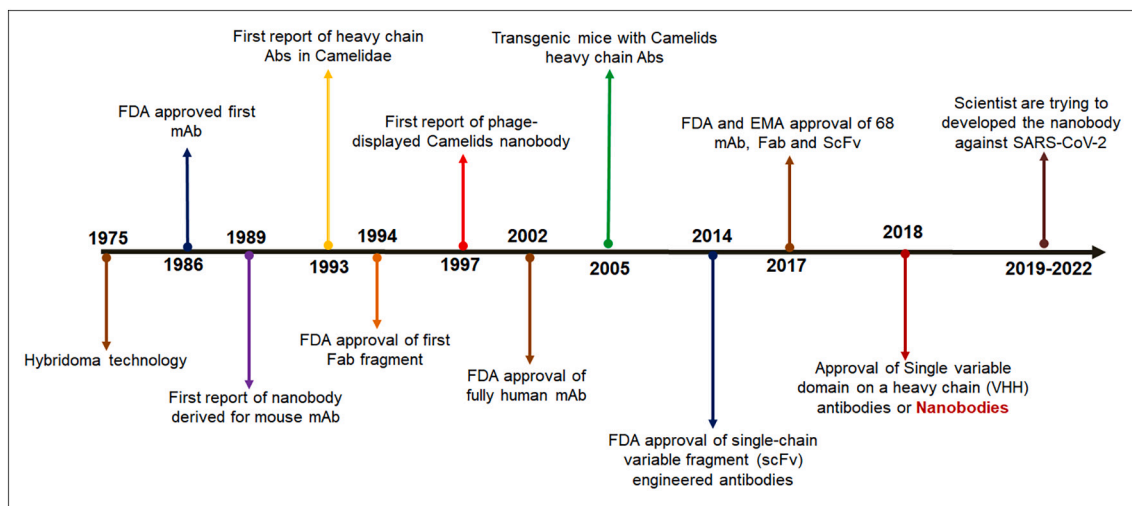 First report of heavy chain
Abs in Camelidae
Transgenic mice with Camelids
heavy chain Abs
FDA approved first
mAb
First report of phage-
displayed Camelids nanobody
FDA and EMA approval of 68
mAb, Fab and ScFv
Scientist are trying to
developed the nanobody
against SARS-CoV-2
1975
1989
1994
2002
2014
2018
1986
1993
1997
2005
2017
2019-2022
Hybridoma technology
First report of nanobody
derived for mouse mAb
FDA approval of first
Fab fragment
FDA approval of
fully human mAb
FDA approval of single-chain
variable fragment (scFv)
engineered antibodies
Approval of Single variable
domain on a heavy chain (VHH)
antibodies or Nanobodies